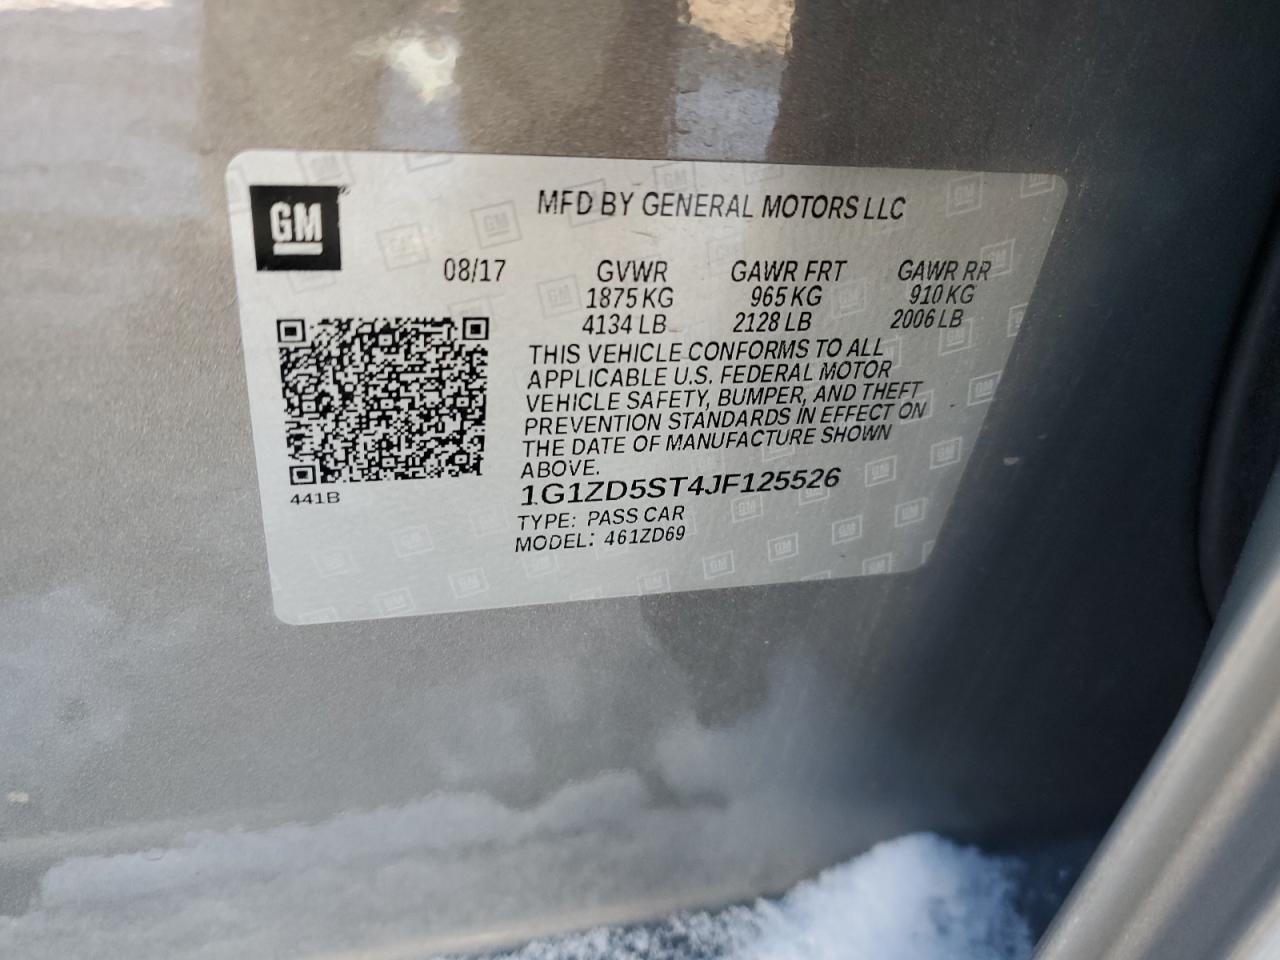 GM
MFD BY GENERAL MOTORS LLC
08/17 GVWR GAWR FRT GAWR RR
1875 KG 965 KG 910 KG
4134 LB 2128 LB 2006 LB
THIS VEHICLE CONFORMS TO ALL
APPLICABLE U.S. FEDERAL MOTOR
VEHICLE SAFETY, BUMPER, AND THEFT
PREVENTION STANDARDS IN EFFECT ON
THE DATE OF MANUFACTURE SHOWN
ABOVE.
441B
1G1ZD5ST4JF125526
TYPE: PASS CAR
MODEL: 461ZD69